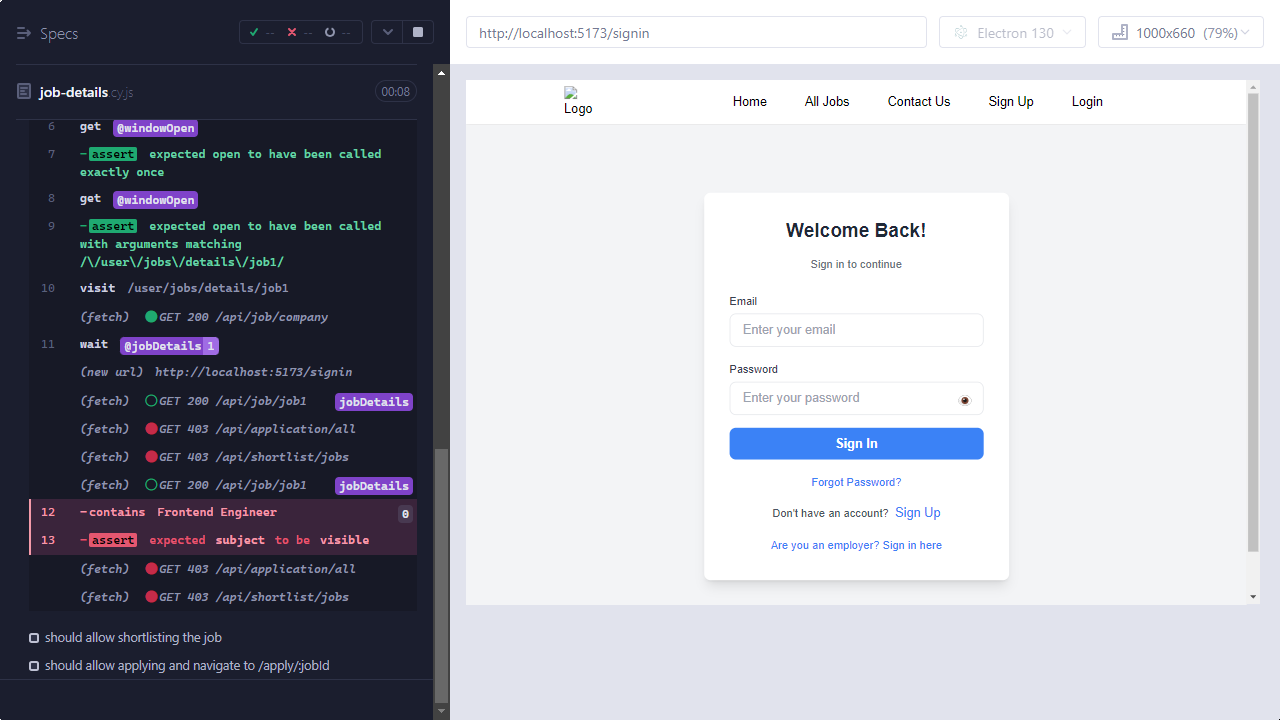 Specs
-- -- --
job-details.cy.js
00:08
6 get @windowOpen
7 -assert expected open to have been called
exactly once
8 get @windowOpen
9 -assert expected open to have been called
with arguments matching
/\/user\/jobs\/details\/job1/
10 visit /user/jobs/details/job1
(fetch) GET 200 /api/job/company
11 wait @jobDetails 1
(new url) http://localhost:5173/signin
(fetch) GET 200 /api/job/job1 jobDetails
(fetch) GET 403 /api/application/all
(fetch) GET 403 /api/shortlist/jobs
(fetch) GET 200 /api/job/job1 jobDetails
12 -contains Frontend Engineer 0
13 -assert expected subject to be visible
(fetch) GET 403 /api/application/all
(fetch) GET 403 /api/shortlist/jobs
should allow shortlisting the job
should allow applying and navigate to /apply/:jobId
http://localhost:5173/signin
Electron 130
1000x660 (79%)
Logo
Home All Jobs Contact Us Sign Up Login
Welcome Back!
Sign in to continue
Email
Enter your email
Password
Enter your password
Sign In
Forgot Password?
Don't have an account? Sign Up
Are you an employer? Sign in here